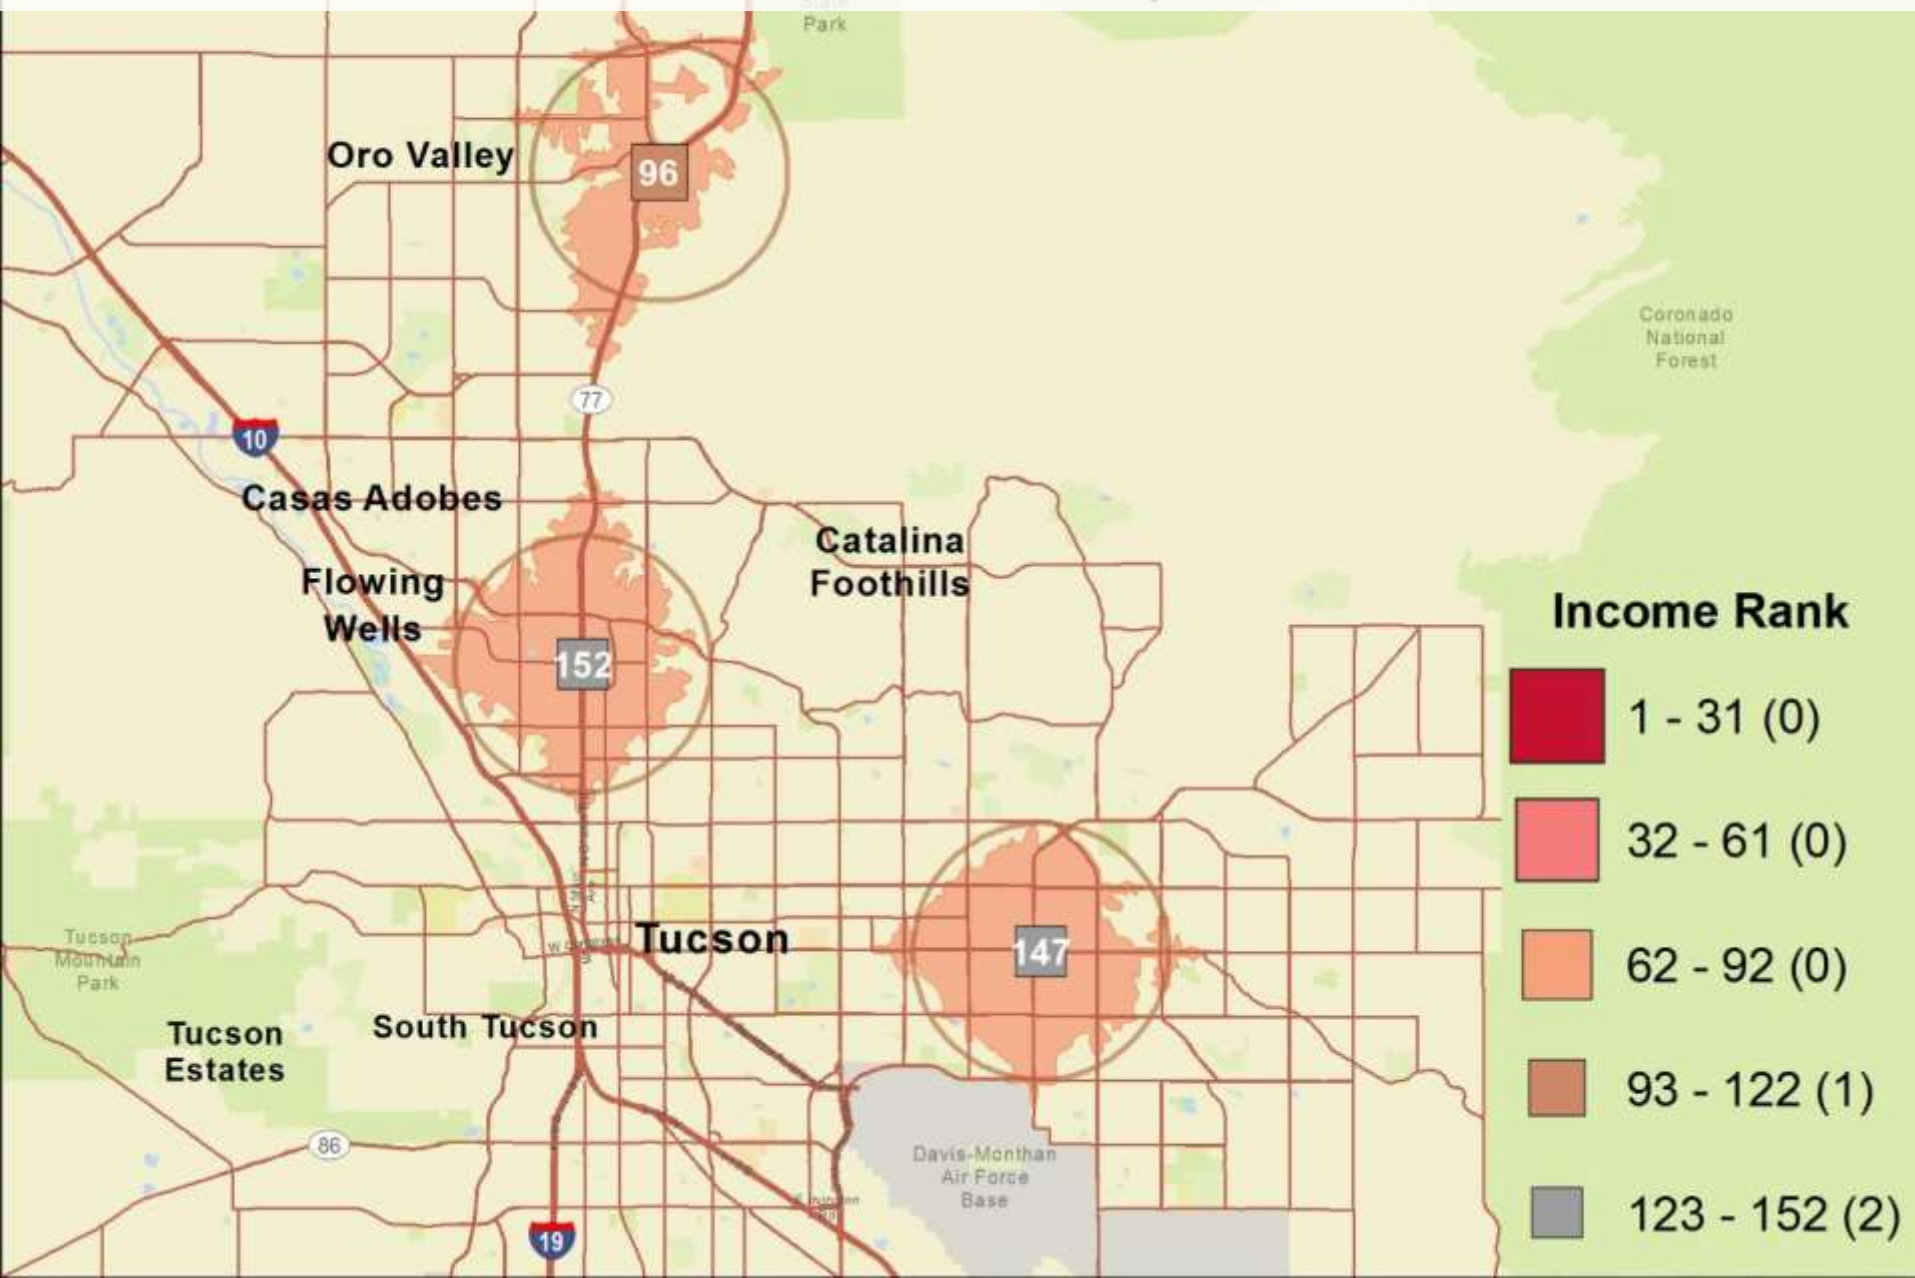 Park
Oro Valley
96
77
10
Coronado
National
Forest
Casas Adobes
Catalina
Foothills
Flowing
Wells
152
Income Rank
1 - 31 (0)
32 - 61 (0)
62 - 92 (0)
93 - 122 (1)
123 - 152 (2)
Tucson
147
Tucson
Mountain
Park
South Tucson
Tucson
Estates
86
Davis-Monthan
Air Force
Base
19